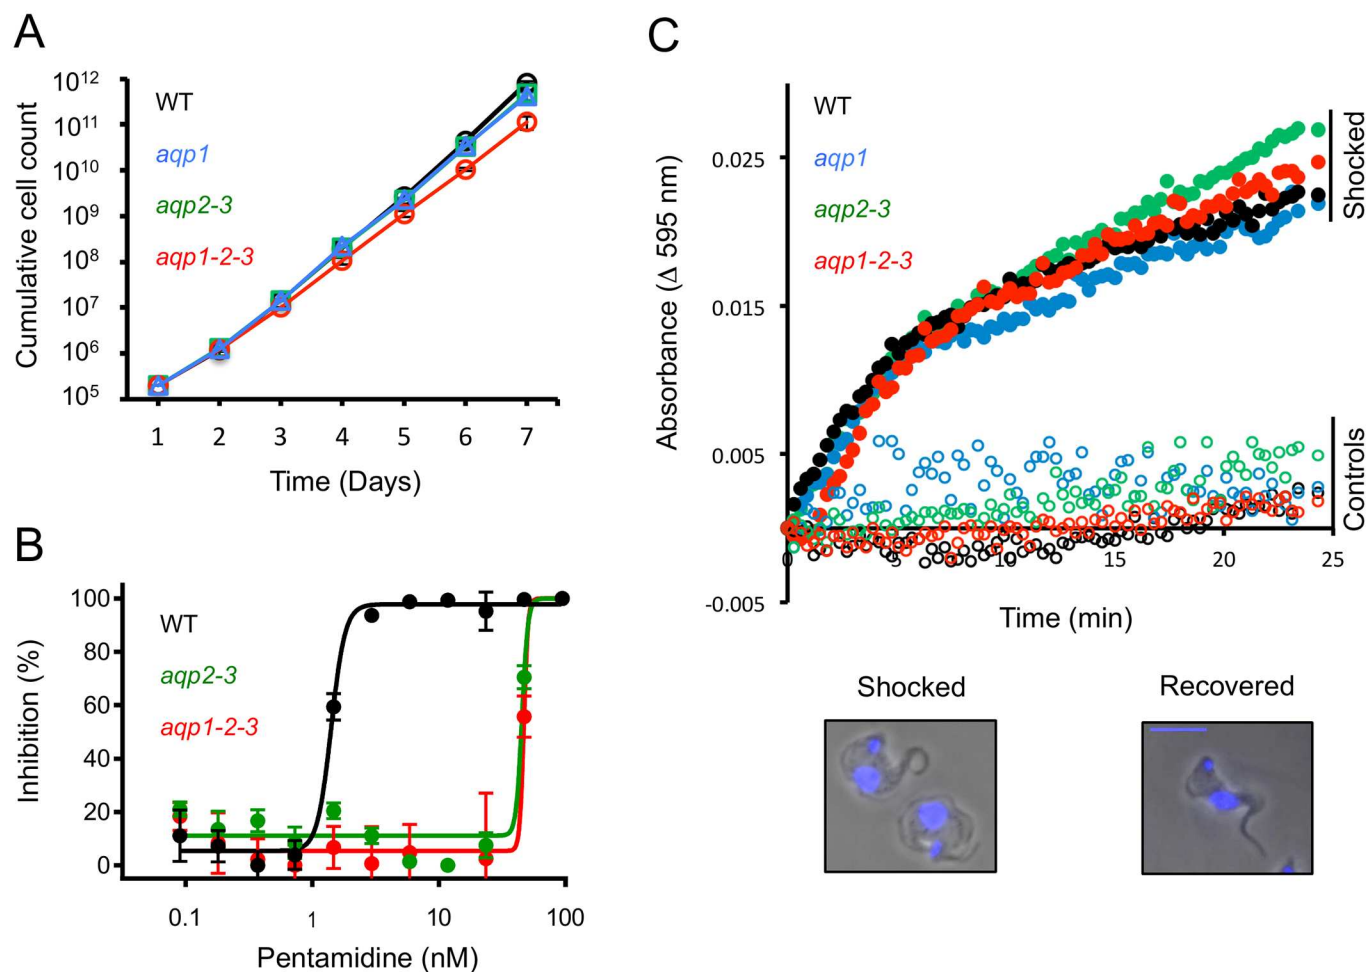 A
Cumulative cell count
10¹²
10¹¹
10¹⁰
10⁹
10⁸
10⁷
10⁶
10⁵
WT
aqp1
aqp2-3
aqp1-2-3
1 2 3 4 5 6 7
Time (Days)
B
Inhibition (%)
100
80
60
40
20
0
WT
aqp2-3
aqp1-2-3
0.1 1 10 100
Pentamidine (nM)
C
Absorbance (Δ 595 nm)
0.025
0.015
0.005
-0.005
WT
aqp1
aqp2-3
aqp1-2-3
Shocked
Controls
0 5 10 15 20 25
Time (min)
Shocked
Recovered